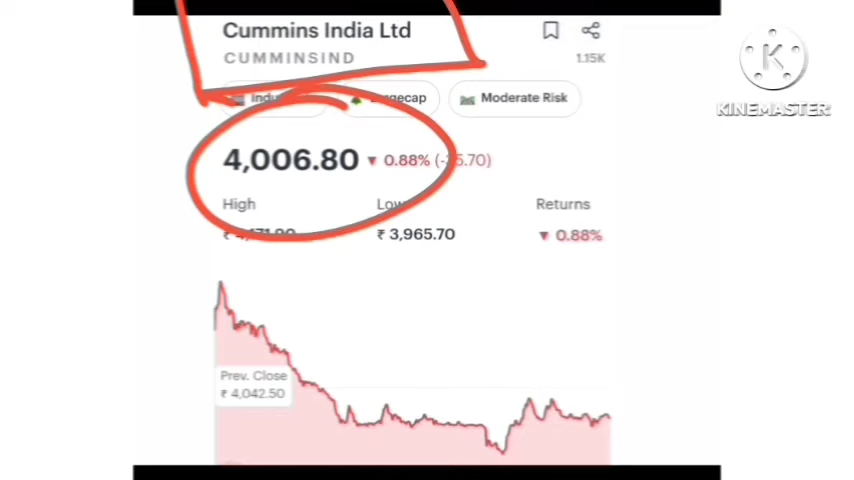 Cummins India Ltd
CUMMINSIND
1.15K
Moderate Risk
4,006.80 ▼ 0.88%
High Low Returns
₹ 3,965.70 ▼ 0.88%
Prev. Close
₹ 4,042.50
K
KINEMASTER